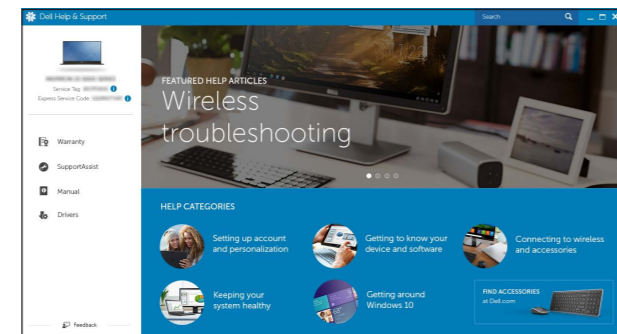 Dell Help & Support
Search
Service Tag:
Express Service Code:
Warranty
SupportAssist
Manual
Drivers
Feedback
FEATURED HELP ARTICLES
Wireless
troubleshooting
HELP CATEGORIES
Setting up account
and personalization
Getting to know your
device and software
Connecting to wireless
and accessories
Keeping your
system healthy
Getting around
Windows 10
FIND ACCESSORIES
at Dell.com